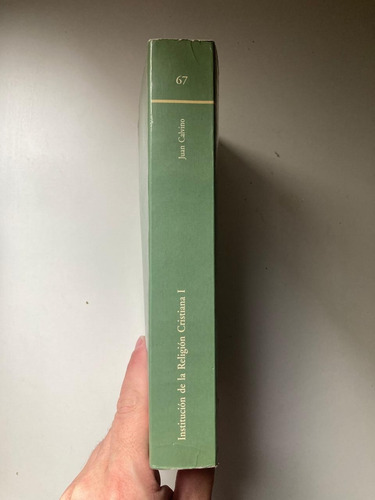 67
Juan Calvino
Institución de la Religión Cristiana I